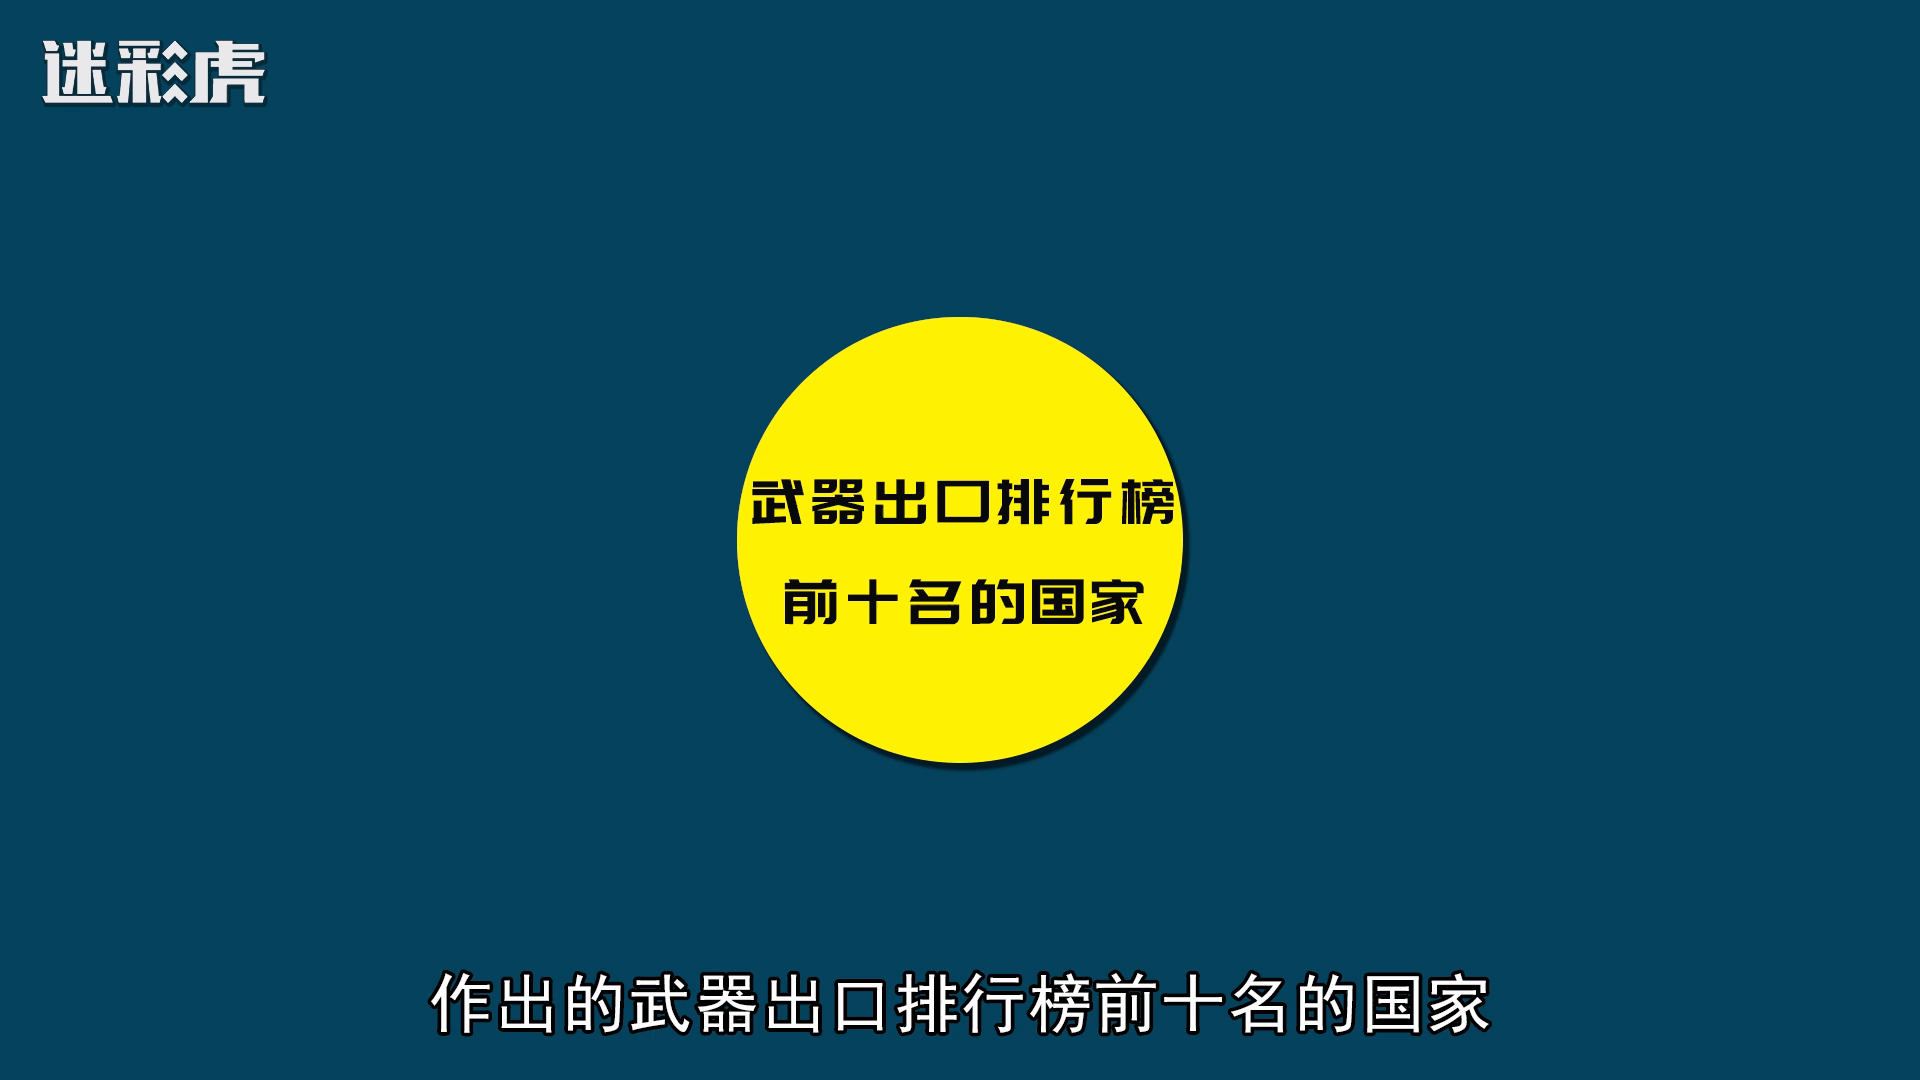 迷彩虎
武器出口排行榜
前十名的国家
作出的武器出口排行榜前十名的国家